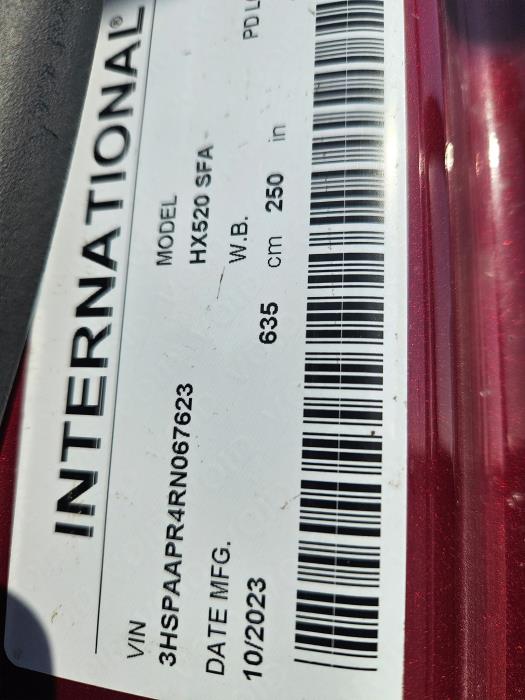 INTERNATIONAL®
VIN MODEL
3HSPAAPR4RN067623 HX520 SFA
DATE MFG. W.B. PD L
10/2023 635 cm 250 in